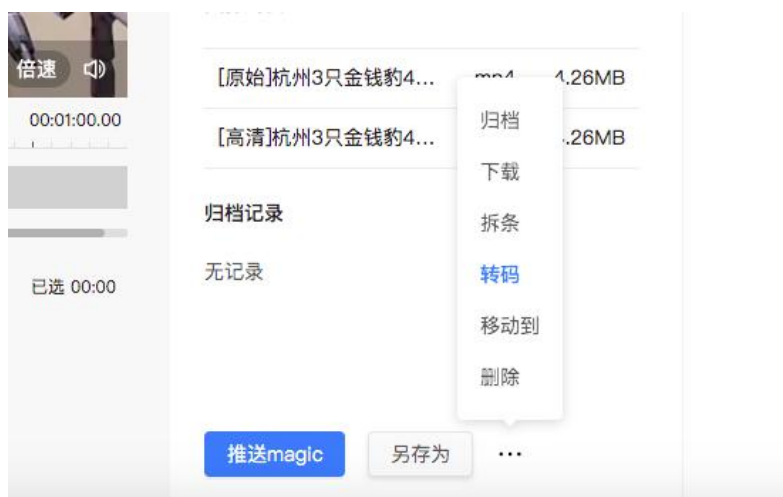 倍速
00:01:00.00
已选 00:00
[原始]杭州3只金钱豹4... mp4 4.26MB
[高清]杭州3只金钱豹4... .26MB
归档记录
无记录
归档
下载
拆条
转码
移动到
删除
推送magic 另存为 ...